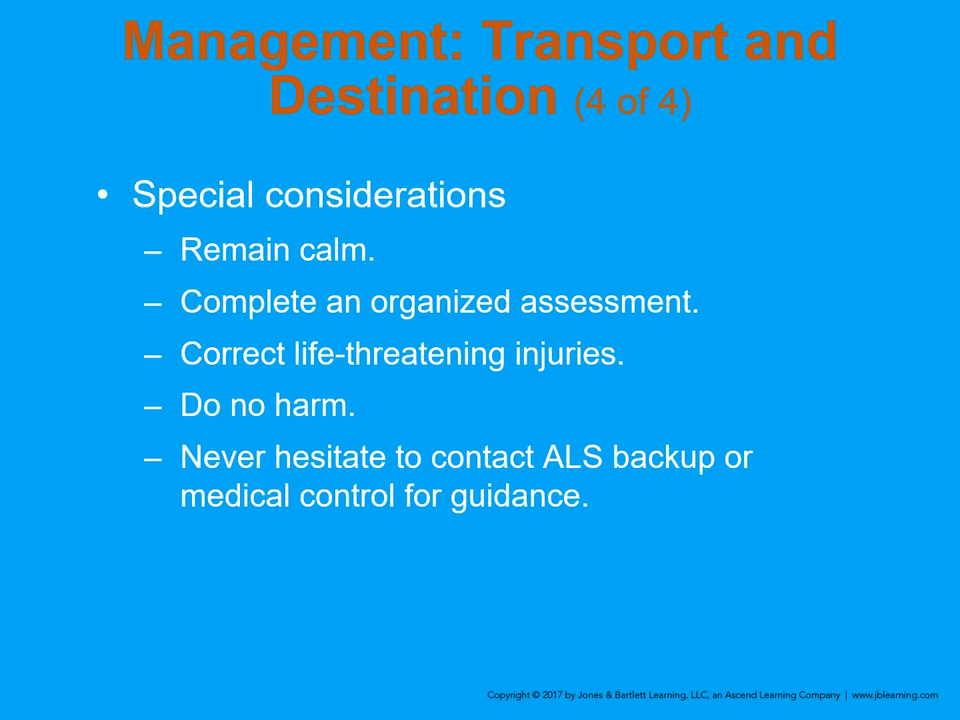 Management: Transport and
Destination (4 of 4)
• Special considerations
– Remain calm.
– Complete an organized assessment.
– Correct life-threatening injuries.
– Do no harm.
– Never hesitate to contact ALS backup or
medical control for guidance.
Copyright © 2017 by Jones & Bartlett Learning, LLC, an Ascend Learning Company | www.jblearning.com